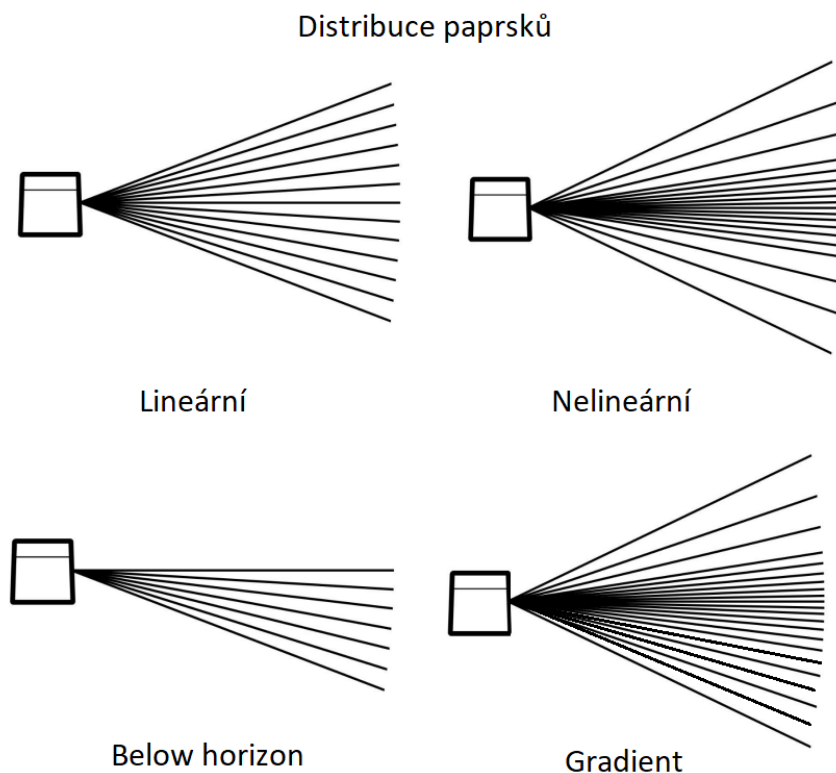 Distribuce paprsků
Lineární
Nelineární
Below horizon
Gradient